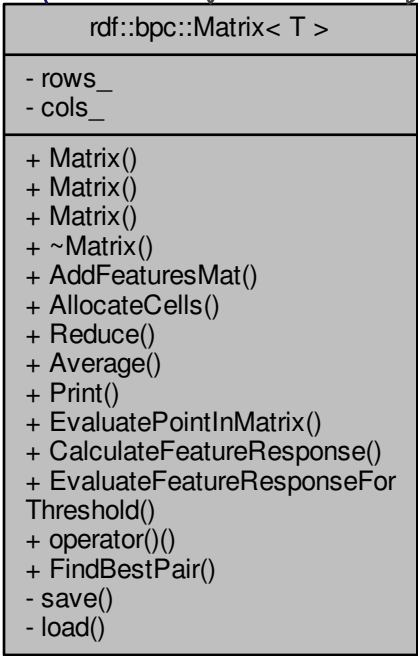 rdf::bpc::Matrix< T >
- rows_
- cols_
+ Matrix()
+ Matrix()
+ Matrix()
+ ~Matrix()
+ AddFeaturesMat()
+ AllocateCells()
+ Reduce()
+ Average()
+ Print()
+ EvaluatePointInMatrix()
+ CalculateFeatureResponse()
+ EvaluateFeatureResponseFor
Threshold()
+ operator()()
+ FindBestPair()
- save()
- load()